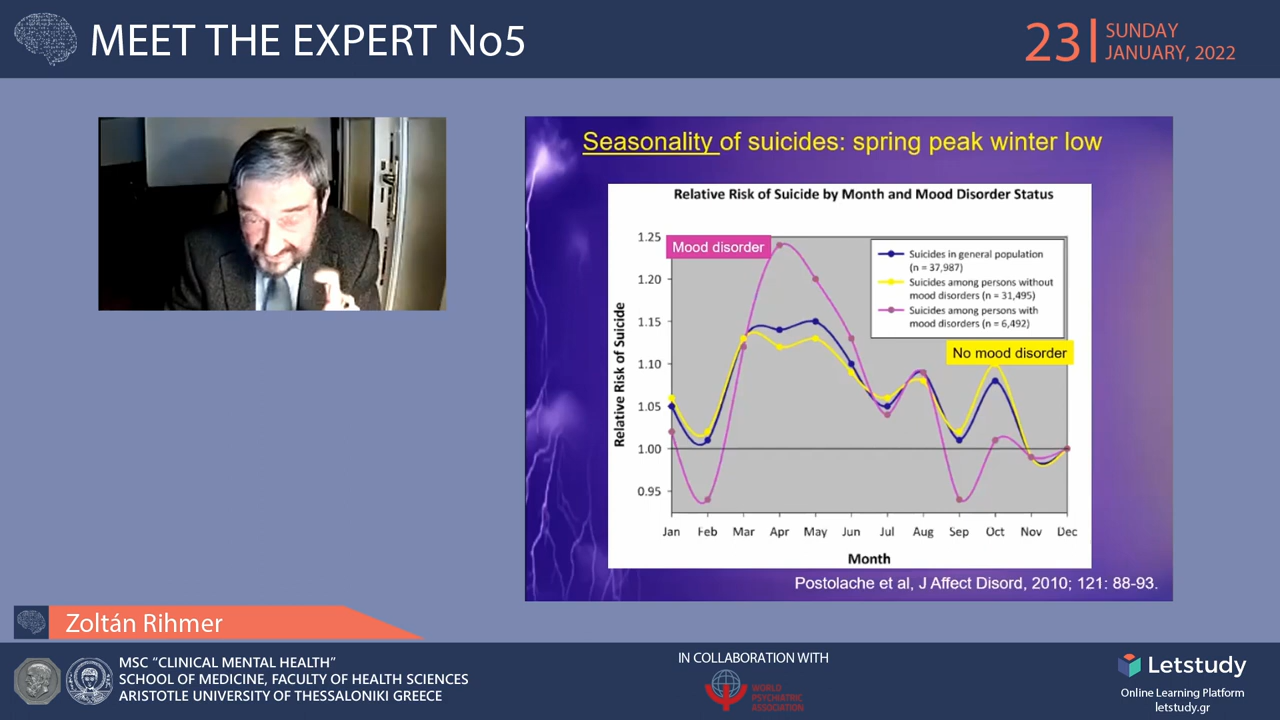 MEET THE EXPERT No5
23
SUNDAY
JANUARY, 2022
Seasonality of suicides: spring peak winter low
Relative Risk of Suicide by Month and Mood Disorder Status
Mood disorder
Suicides in general population
(n = 37,987)
Suicides among persons without
mood disorders (n = 31,495)
Suicides among persons with
mood disorders (n = 6,492)
No mood disorder
Relative Risk of Suicide
1.25
1.20
1.15
1.10
1.05
1.00
0.95
Jan Feb Mar Apr May Jun Jul Aug Sep Oct Nov Dec
Month
Postolache et al, J Affect Disord, 2010; 121: 88-93.
Zoltán Rihmer
MSC “CLINICAL MENTAL HEALTH”
SCHOOL OF MEDICINE, FACULTY OF HEALTH SCIENCES
ARISTOTLE UNIVERSITY OF THESSALONIKI GREECE
IN COLLABORATION WITH
WORLD
PSYCHIATRIC
ASSOCIATION
Letstudy
Online Learning Platform
letstudy.gr